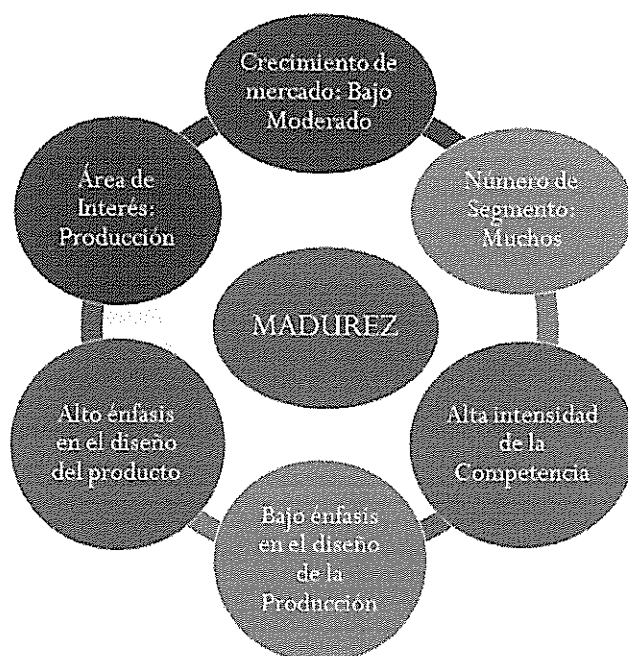 Crecimiento de
mercado: Bajo
Moderado
Número de
Segmento:
Muchos
Alta intensidad
de la
Competencia
Bajo énfasis
en el diseño
de la
Producción
Alto énfasis
en el diseño
del producto
Área de
Interés:
Producción
MADUREZ